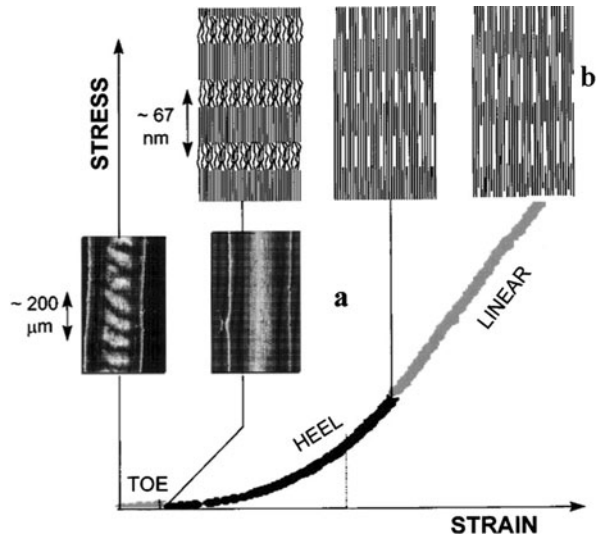 b
STRESS
~ 67
nm
a
~ 200
μm
LINEAR
HEEL
TOE
STRAIN